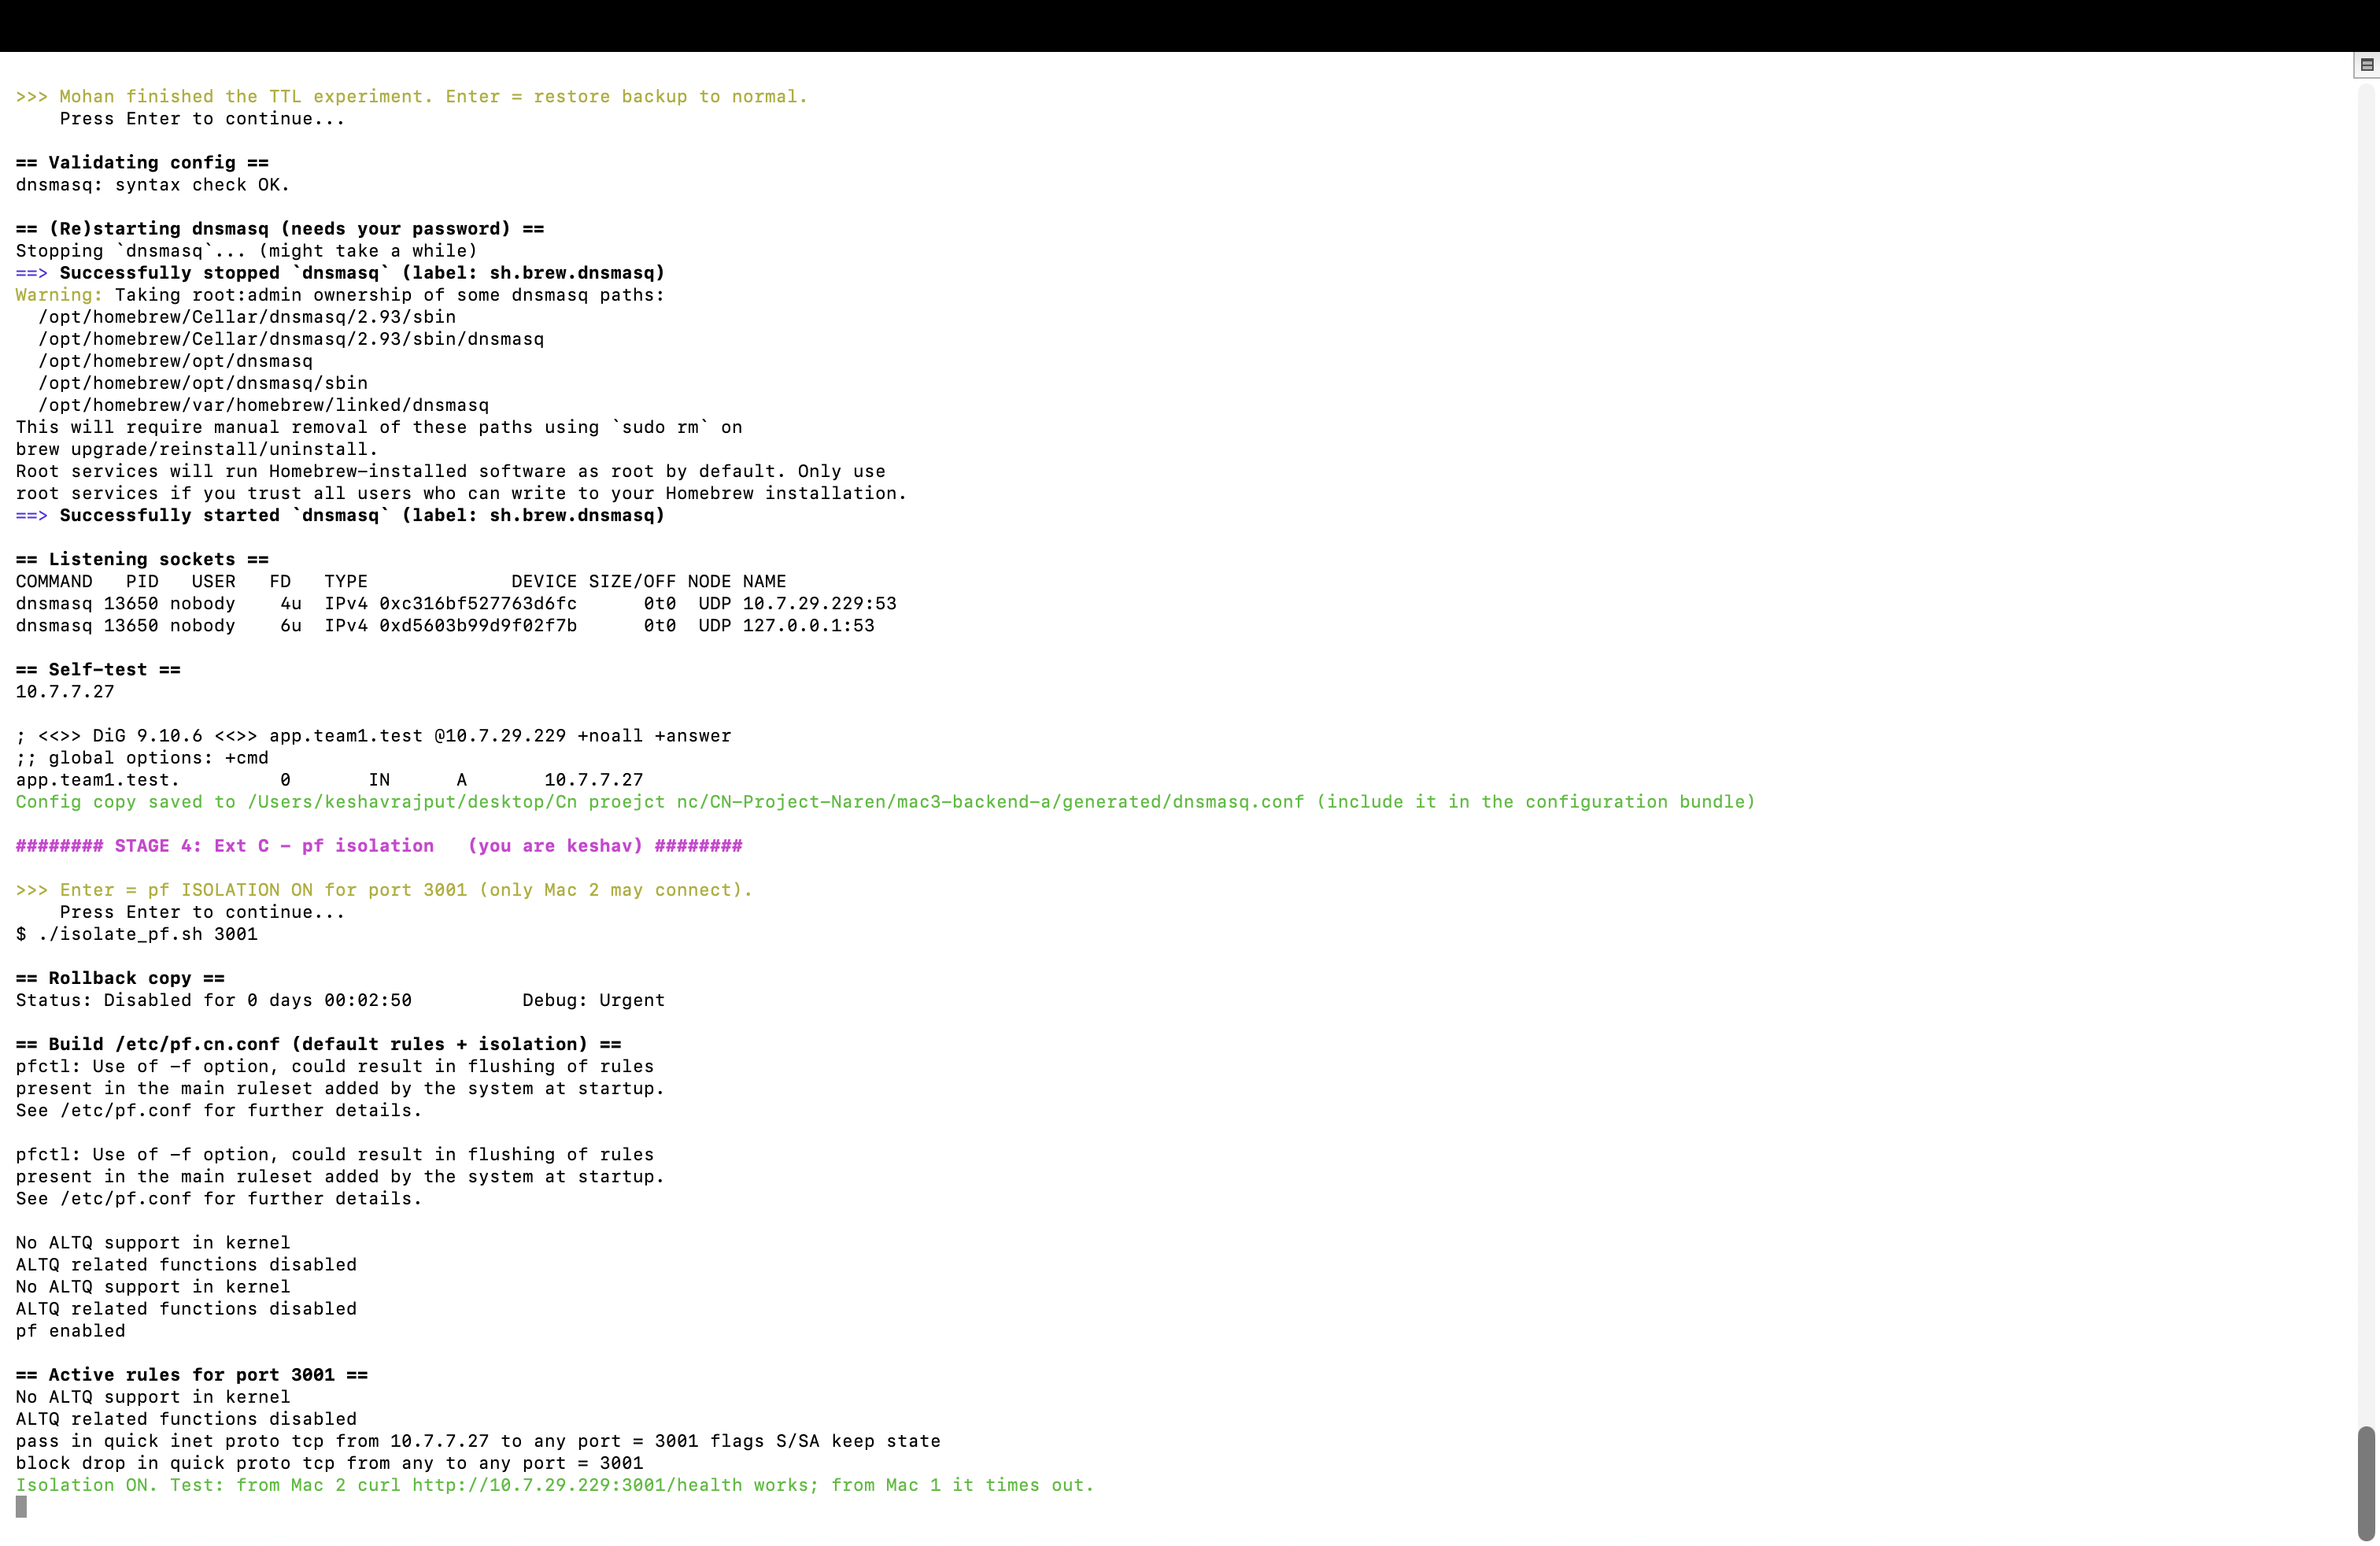 >>> Mohan finished the TTL experiment. Enter = restore backup to normal.
    Press Enter to continue...

== Validating config ==
dnsmasq: syntax check OK.

== (Re)starting dnsmasq (needs your password) ==
Stopping `dnsmasq`... (might take a while)
==> Successfully stopped `dnsmasq` (label: sh.brew.dnsmasq)
Warning: Taking root:admin ownership of some dnsmasq paths:
  /opt/homebrew/Cellar/dnsmasq/2.93/sbin
  /opt/homebrew/Cellar/dnsmasq/2.93/sbin/dnsmasq
  /opt/homebrew/opt/dnsmasq
  /opt/homebrew/opt/dnsmasq/sbin
  /opt/homebrew/var/homebrew/linked/dnsmasq
This will require manual removal of these paths using `sudo rm` on
brew upgrade/reinstall/uninstall.
Root services will run Homebrew-installed software as root by default. Only use
root services if you trust all users who can write to your Homebrew installation.
==> Successfully started `dnsmasq` (label: sh.brew.dnsmasq)

== Listening sockets ==
COMMAND   PID   USER   FD   TYPE             DEVICE SIZE/OFF NODE NAME
dnsmasq 13650 nobody    4u  IPv4 0xc316bf527763d6fc      0t0  UDP 10.7.29.229:53
dnsmasq 13650 nobody    6u  IPv4 0xd5603b99d9f02f7b      0t0  UDP 127.0.0.1:53

== Self-test ==
10.7.7.27

; <<>> DiG 9.10.6 <<>> app.team1.test @10.7.29.229 +noall +answer
;; global options: +cmd
app.team1.test.         0       IN      A       10.7.7.27
Config copy saved to /Users/keshavrajput/desktop/Cn proejct nc/CN-Project-Naren/mac3-backend-a/generated/dnsmasq.conf (include it in the configuration bundle)

######## STAGE 4: Ext C - pf isolation   (you are keshav) ########

>>> Enter = pf ISOLATION ON for port 3001 (only Mac 2 may connect).
    Press Enter to continue...
$ ./isolate_pf.sh 3001

== Rollback copy ==
Status: Disabled for 0 days 00:02:50          Debug: Urgent

== Build /etc/pf.cn.conf (default rules + isolation) ==
pfctl: Use of -f option, could result in flushing of rules
present in the main ruleset added by the system at startup.
See /etc/pf.conf for further details.

pfctl: Use of -f option, could result in flushing of rules
present in the main ruleset added by the system at startup.
See /etc/pf.conf for further details.

No ALTQ support in kernel
ALTQ related functions disabled
No ALTQ support in kernel
ALTQ related functions disabled
pf enabled

== Active rules for port 3001 ==
No ALTQ support in kernel
ALTQ related functions disabled
pass in quick inet proto tcp from 10.7.7.27 to any port = 3001 flags S/SA keep state
block drop in quick proto tcp from any to any port = 3001
Isolation ON. Test: from Mac 2 curl http://10.7.29.229:3001/health works; from Mac 1 it times out.